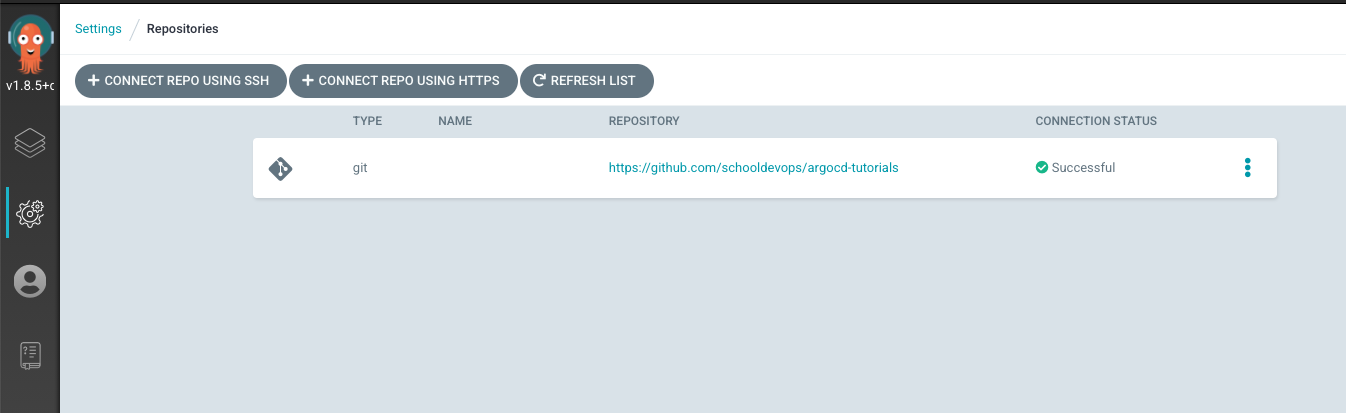 Settings / Repositories
v1.8.5+c
CONNECT REPO USING SSH CONNECT REPO USING HTTPS REFRESH LIST
TYPE NAME REPOSITORY CONNECTION STATUS
git https://github.com/schooldevops/argocd-tutorials Successful